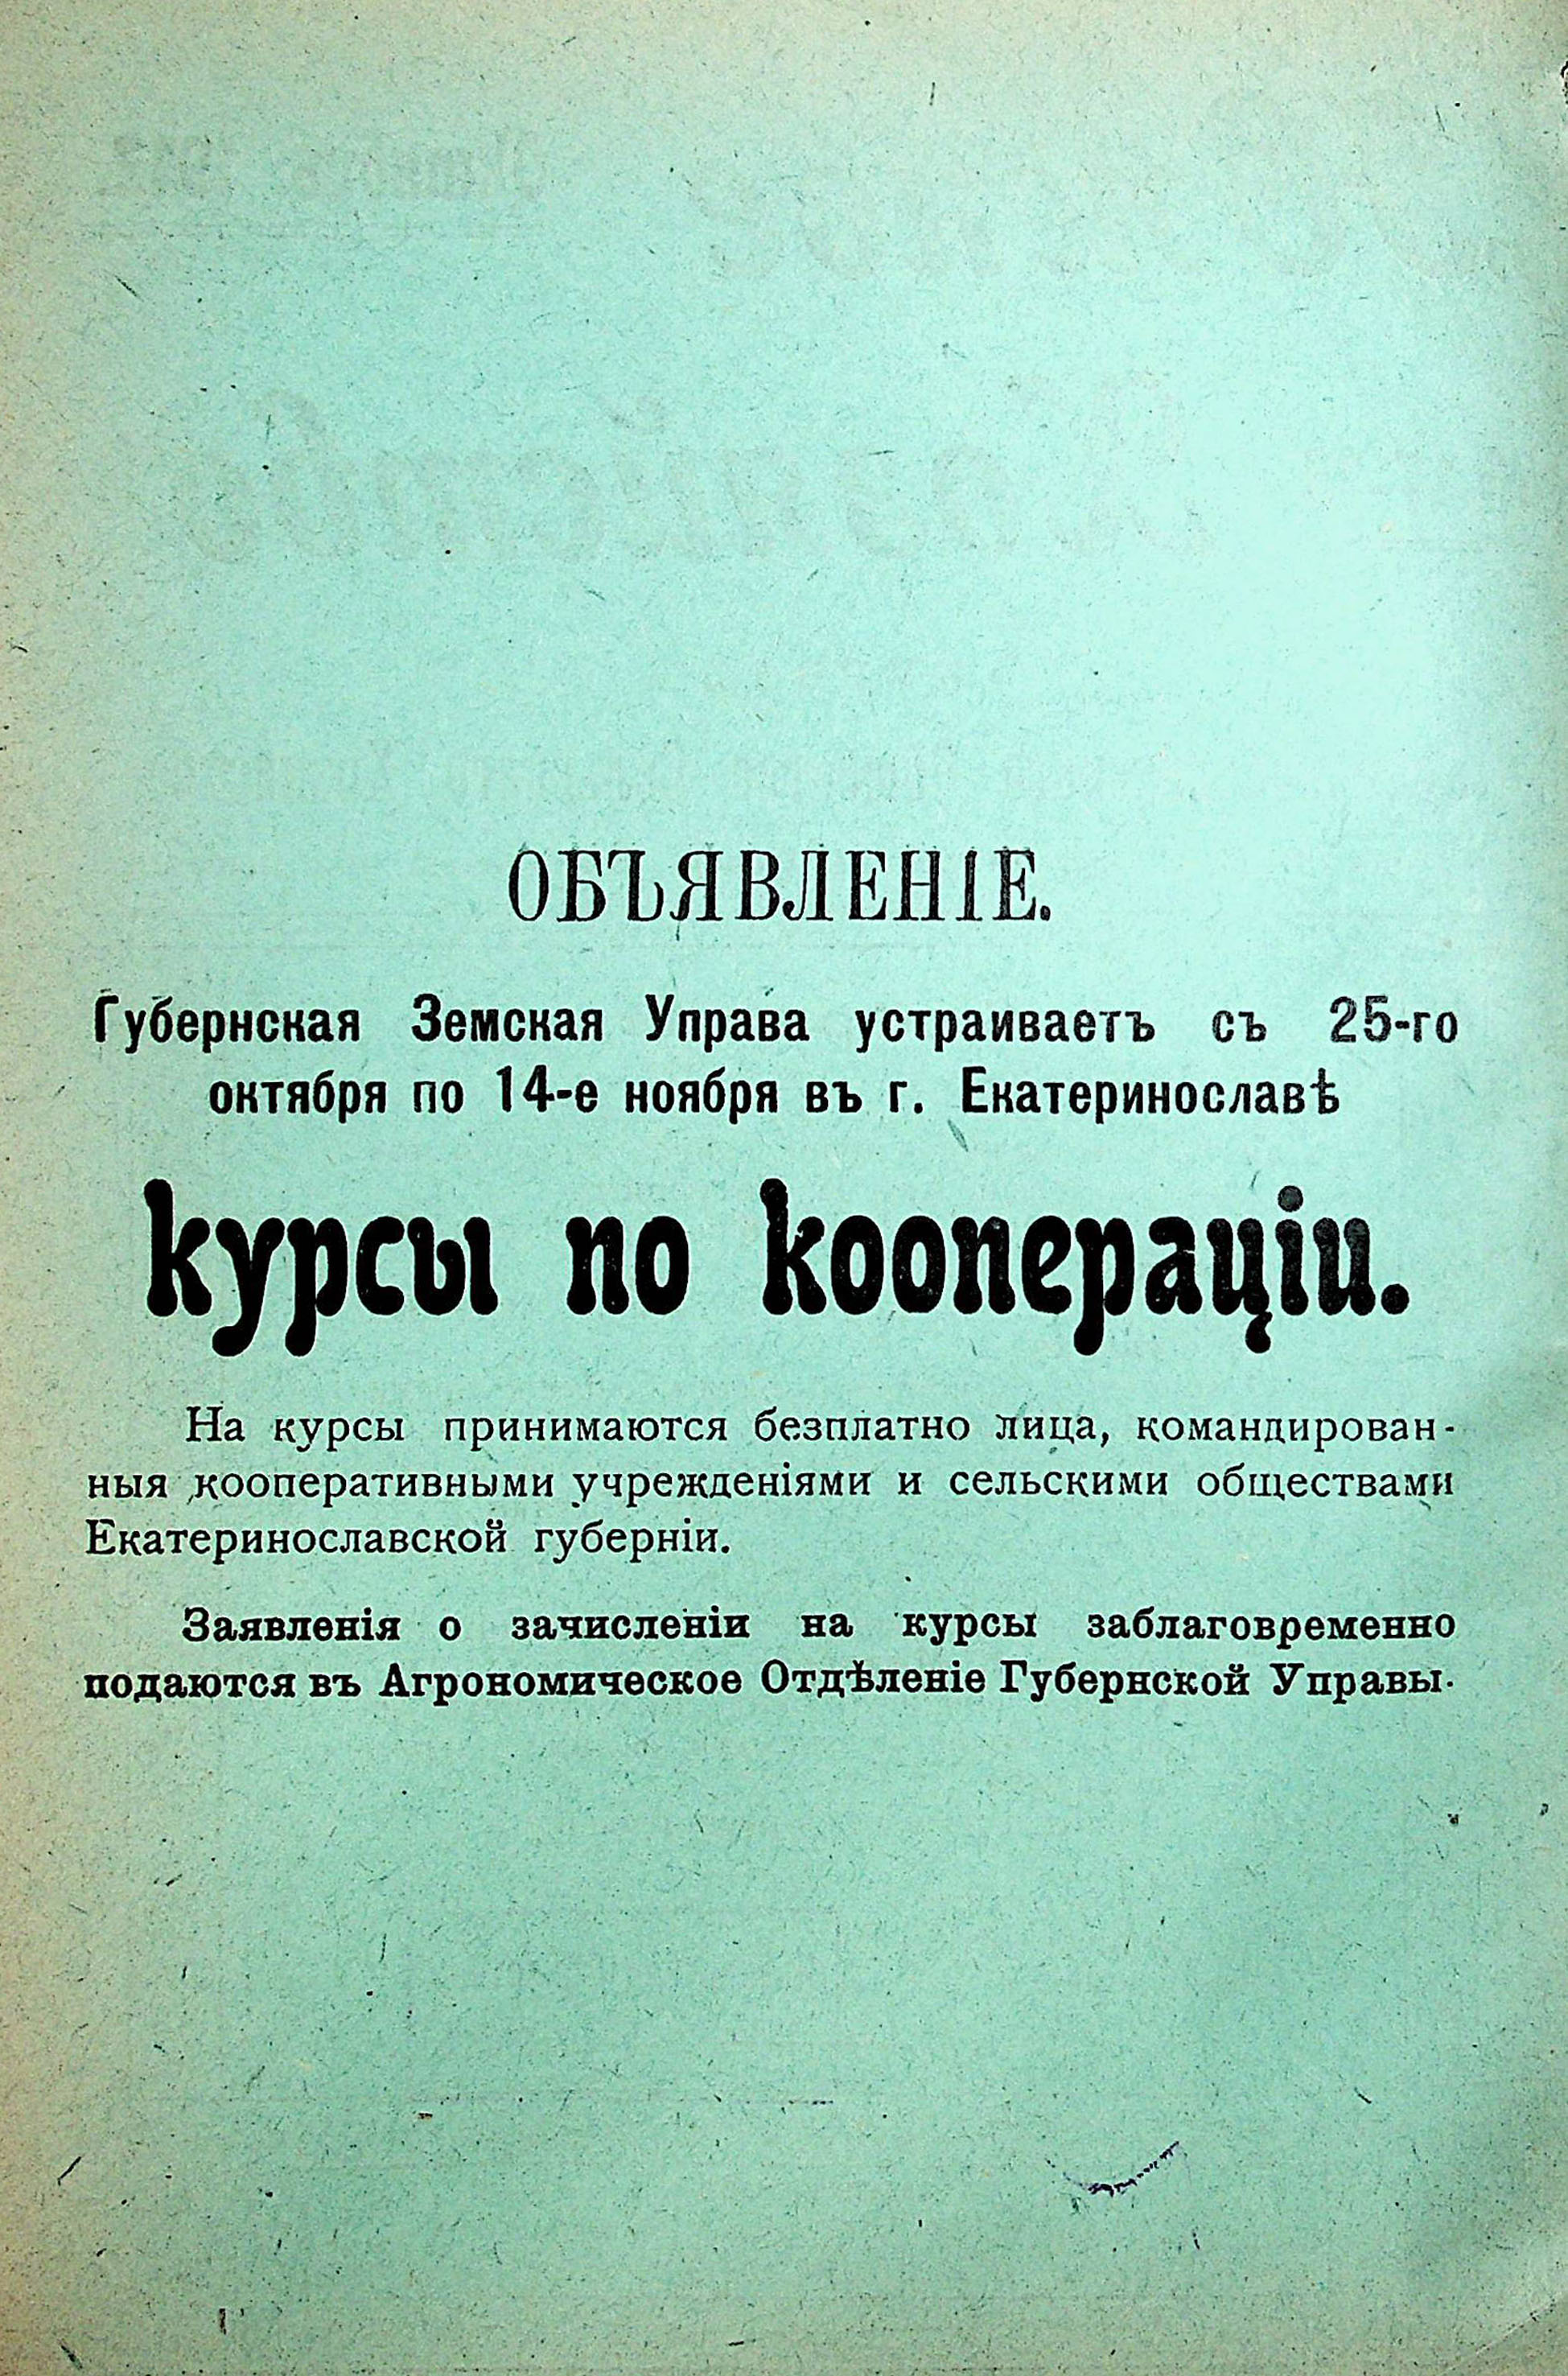 ОБЪЯВЛЕНІЕ.
Губернская Земская Управа устраиваетъ съ 25-го
октября по 14-е ноября въ г. Екатеринославѣ
курсы по коопераціи.
На курсы принимаются безплатно лица, командирован-
ныя кооперативными учрежденіями и сельскими обществами
Екатеринославской губерніи.
Заявленія о зачисленіи на курсы заблаговременно
подаются въ Агрономическое Отдѣленіе Губернской Управы.